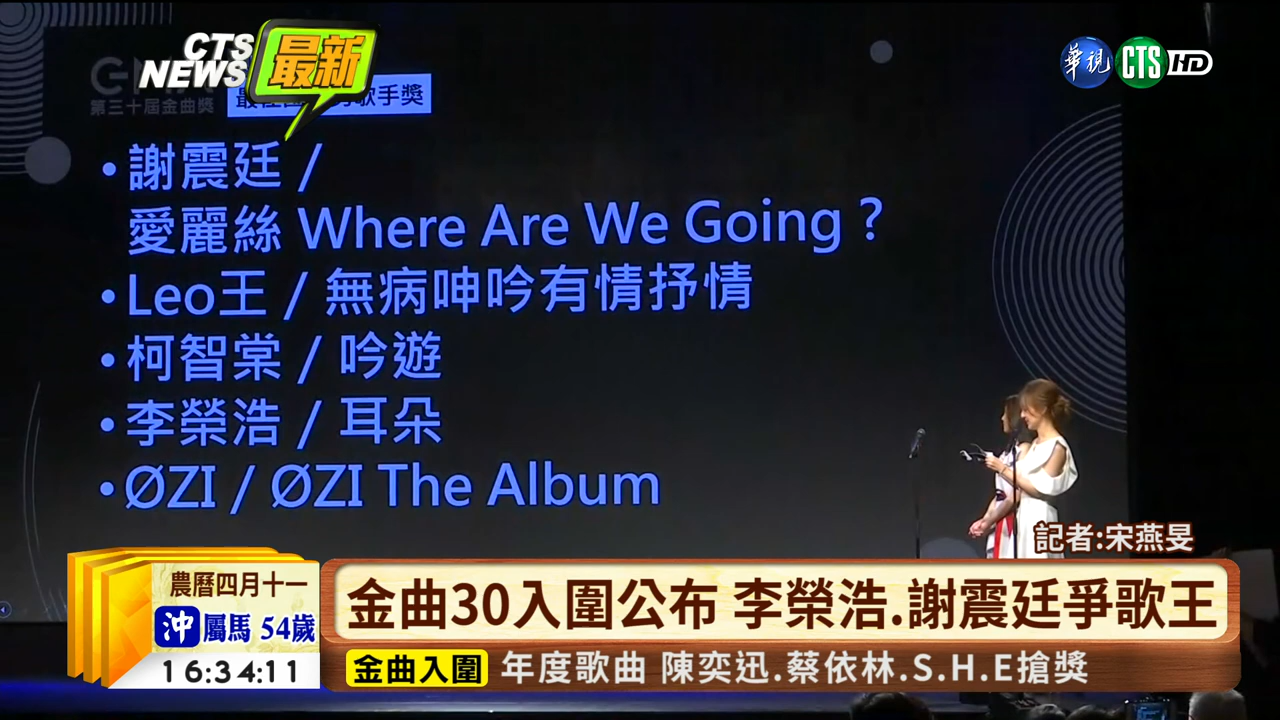 CTS
NEWS
最新
華視 CTS HD
第三十屆金曲獎
歌手獎
•謝震廷 /
愛麗絲 Where Are We Going？
•Leo王 / 無病呻吟有情抒情
•柯智棠 / 吟遊
•李榮浩 / 耳朵
•ØZI / ØZI The Album
記者:宋燕旻
農曆四月十一
沖 屬馬 54歲
16:34:11
金曲30入圍公布 李榮浩.謝震廷爭歌王
金曲入圍 年度歌曲 陳奕迅.蔡依林.S.H.E搶獎